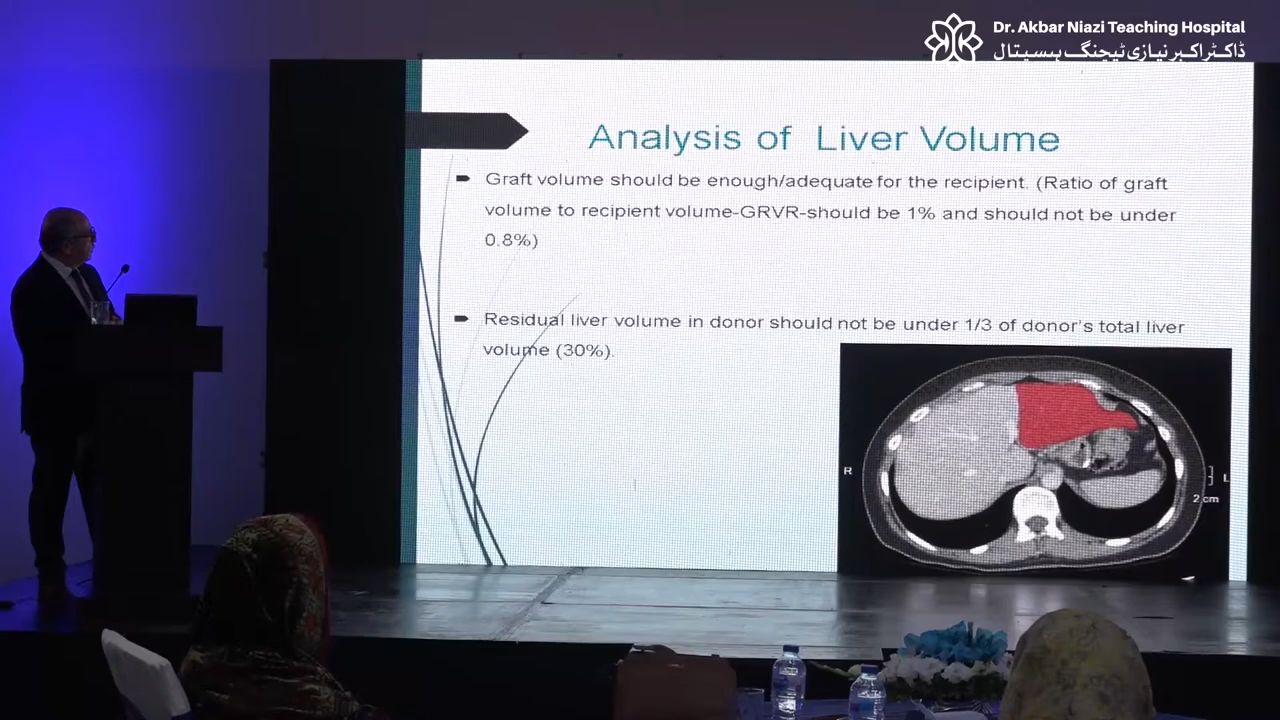 Dr. Akbar Niazi Teaching Hospital
ڈاکٹر اکبر نیازی ٹیچنگ ہسپتال
Analysis of Liver Volume
Graft volume should be enough/adequate for the recipient. (Ratio of graft
volume to recipient volume-GRVR-should be 1% and should not be under
0.8%)
Residual liver volume in donor should not be under 1/3 of donor's total liver
volume (30%).
R
L
2 cm